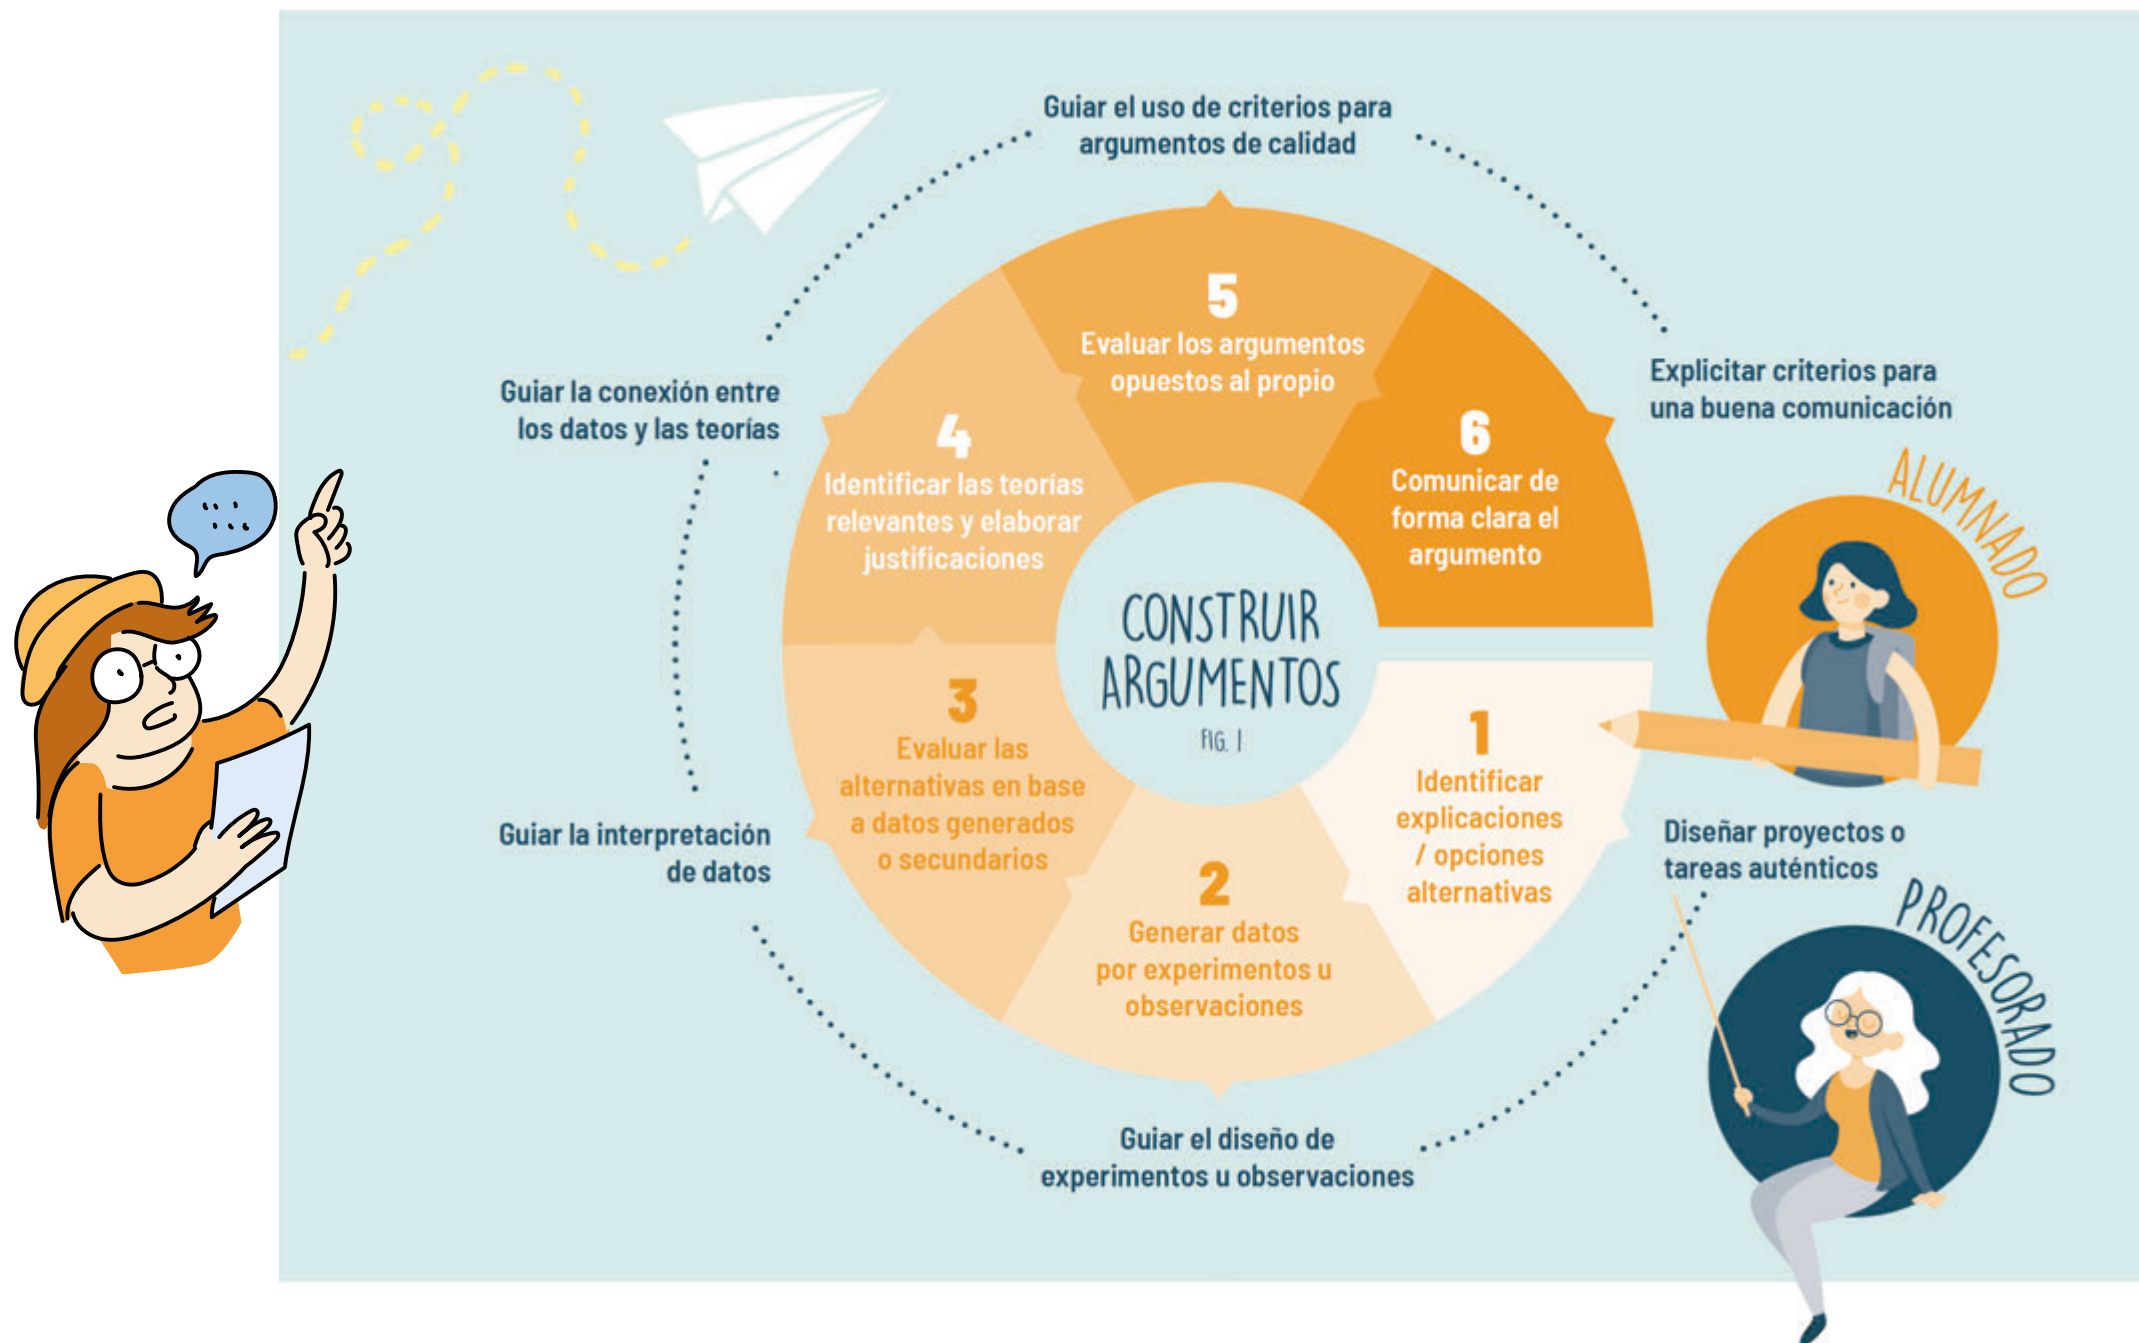 Guiar el uso de criterios para
argumentos de calidad
Explicitar criterios para
una buena comunicación
Guiar la conexión entre
los datos y las teorías
Guiar la interpretación
de datos
Guiar el diseño de
experimentos u observaciones
Diseñar proyectos o
tareas auténticos
5
Evaluar los argumentos
opuestos al propio
4
Identificar las teorías
relevantes y elaborar
justificaciones
6
Comunicar de
forma clara el
argumento
CONSTRUIR
ARGUMENTOS
FIG. 1
3
Evaluar las
alternativas en base
a datos generados
o secundarios
2
Generar datos
por experimentos u
observaciones
1
Identificar
explicaciones
/ opciones
alternativas
ALUMNADO
PROFESORADO